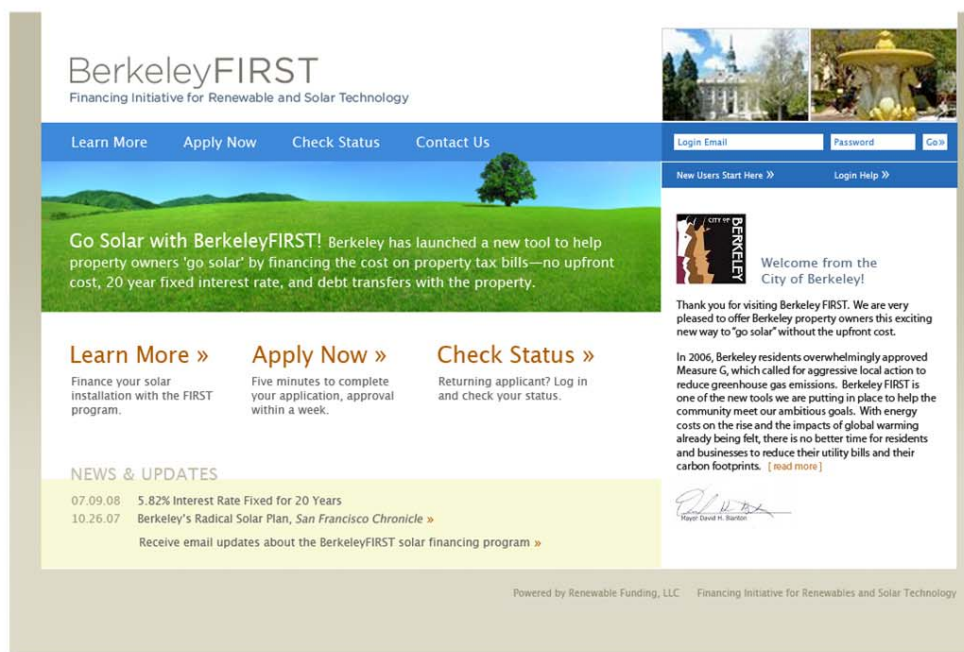 BerkeleyFIRST
Financing Initiative for Renewable and Solar Technology
Learn More Apply Now Check Status Contact Us
Login Email Password Go»
New Users Start Here » Login Help »
Go Solar with BerkeleyFIRST! Berkeley has launched a new tool to help
property owners 'go solar' by financing the cost on property tax bills—no upfront
cost, 20 year fixed interest rate, and debt transfers with the property.
Learn More »
Finance your solar
installation with the FIRST
program.
Apply Now »
Five minutes to complete
your application, approval
within a week.
Check Status »
Returning applicant? Log in
and check your status.
NEWS & UPDATES
07.09.08 5.82% Interest Rate Fixed for 20 Years
10.26.07 Berkeley's Radical Solar Plan, San Francisco Chronicle »
Receive email updates about the BerkeleyFIRST solar financing program »
CITY OF BERKELEY
Welcome from the
City of Berkeley!
Thank you for visiting Berkeley FIRST. We are very
pleased to offer Berkeley property owners this exciting
new way to "go solar" without the upfront cost.
In 2006, Berkeley residents overwhelmingly approved
Measure G, which called for aggressive local action to
reduce greenhouse gas emissions. Berkeley FIRST is
one of the new tools we are putting in place to help the
community meet our ambitious goals. With energy
costs on the rise and the impacts of global warming
already being felt, there is no better time for residents
and businesses to reduce their utility bills and their
carbon footprints. [ read more ]
Mayor David H. Banton
Powered by Renewable Funding, LLC Financing Initiative for Renewables and Solar Technology